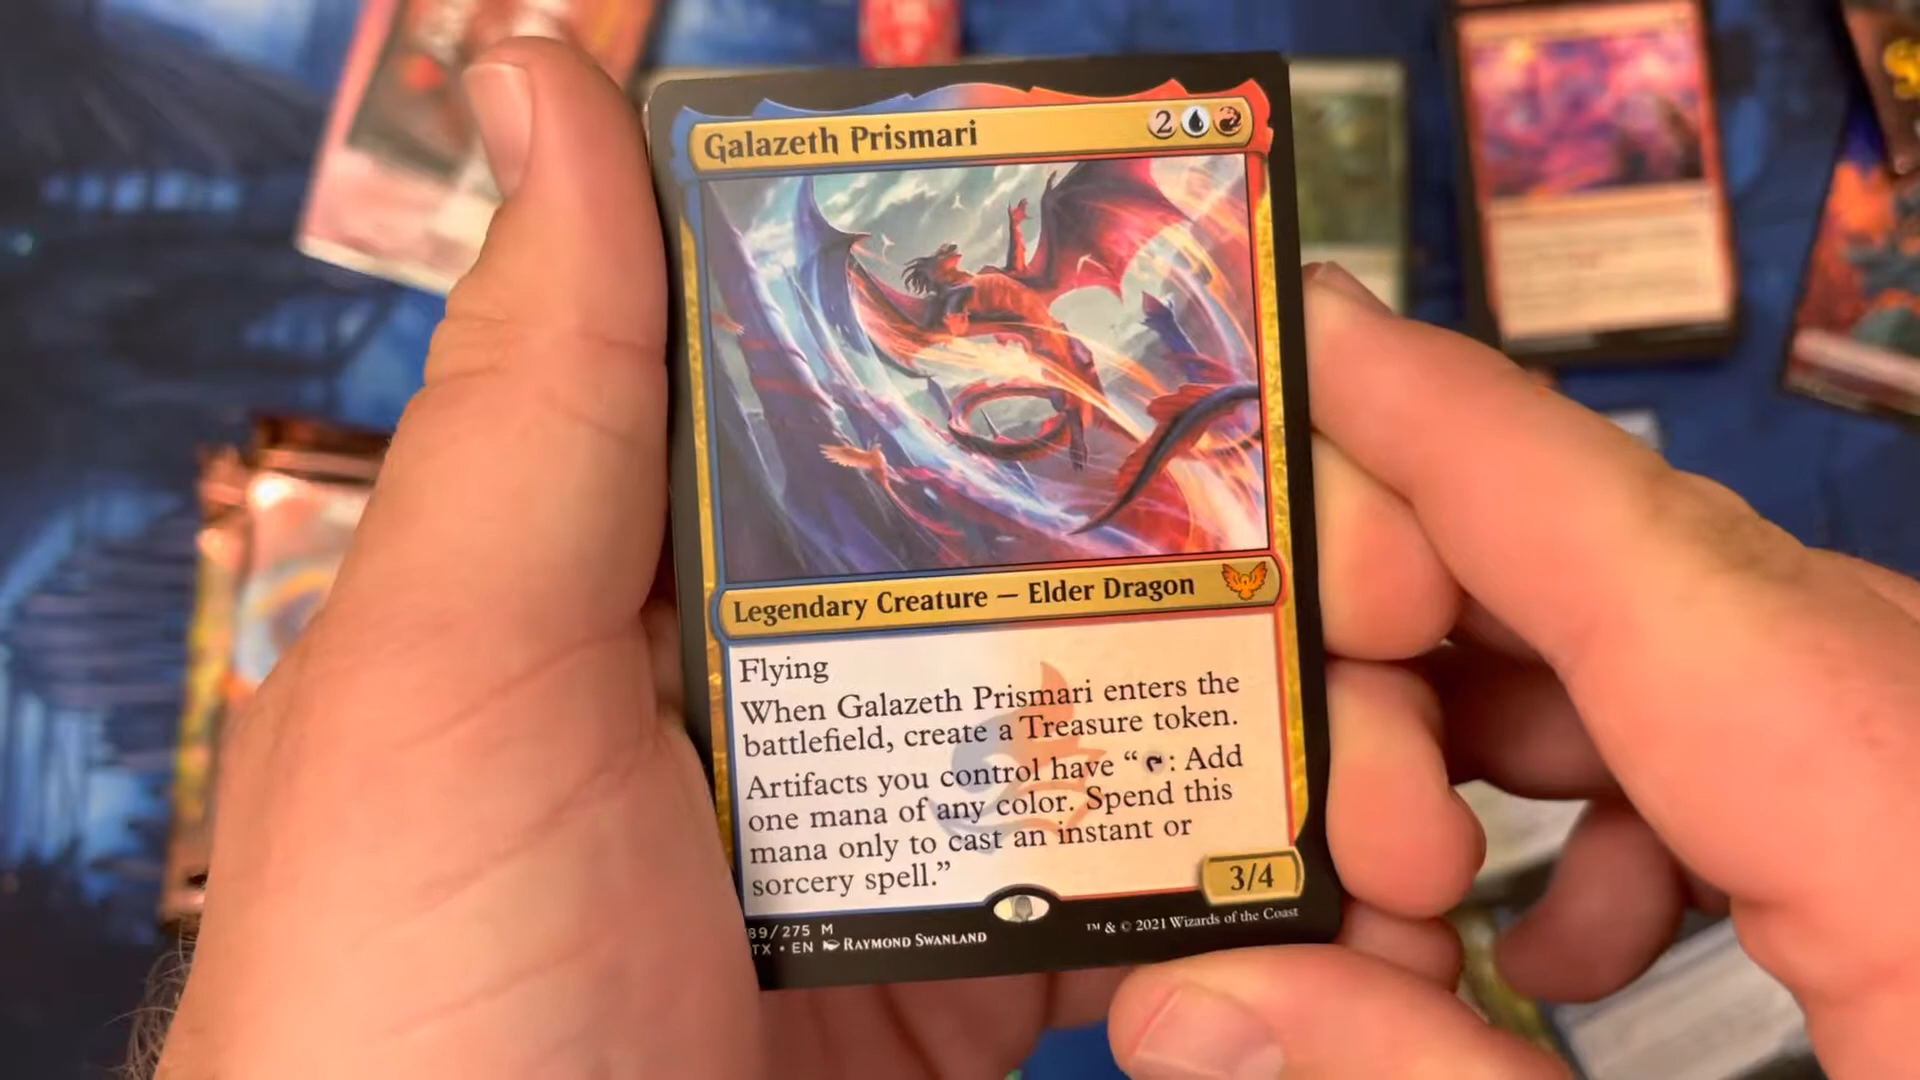 Galazeth Prismari 2
Legendary Creature — Elder Dragon
Flying
When Galazeth Prismari enters the
battlefield, create a Treasure token.
Artifacts you control have “ : Add
one mana of any color. Spend this
mana only to cast an instant or
sorcery spell.”
3/4
89/275 M
TX • EN RAYMOND SWANLAND
™ & © 2021 Wizards of the Coast